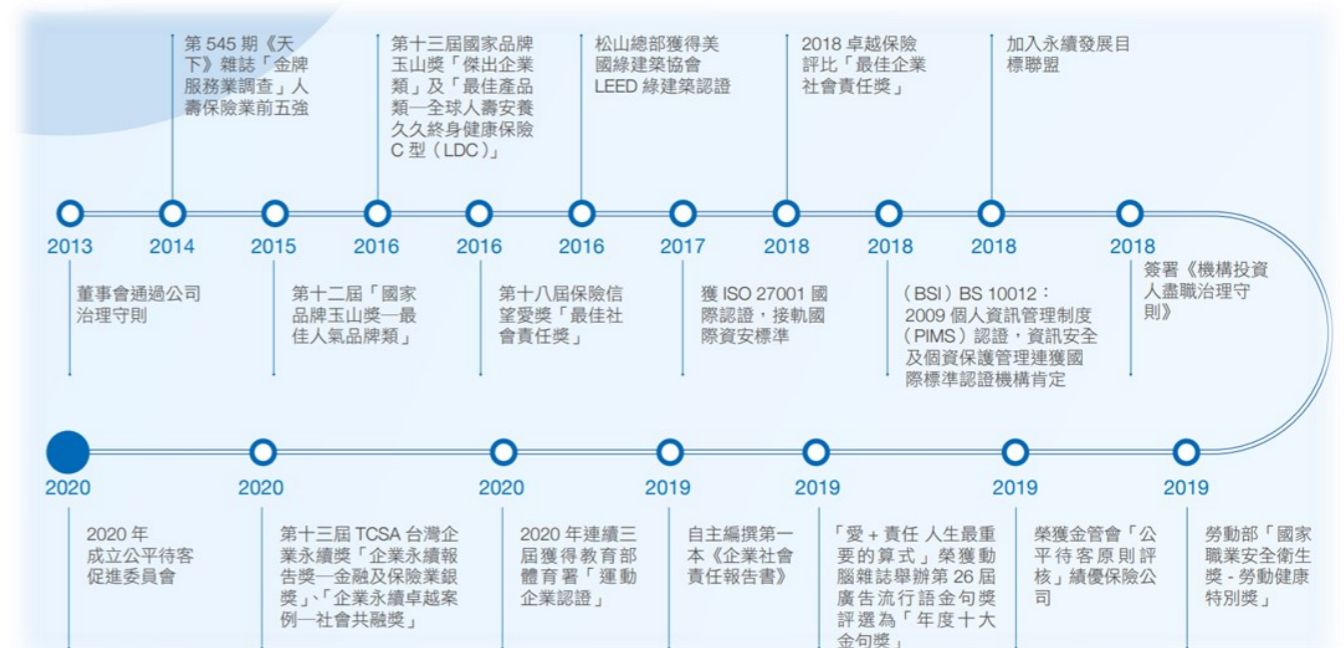 第 545 期《天
下》雜誌「金牌
服務業調查」人
壽保險業前五強
第十三屆國家品牌
玉山獎「傑出企業
類」及「最佳產品
類—全球人壽安養
久久終身健康保險
C 型（LDC）」
松山總部獲得美
國綠建築協會
LEED 綠建築認證
2018 卓越保險
評比「最佳企業
社會責任獎」
加入永續發展目
標聯盟
2013
2014
2015
2016
2016
2016
2017
2018
2018
2018
2018
董事會通過公司
治理守則
第十二屆「國家
品牌玉山獎—最
佳人氣品牌類」
第十八屆保險信
望愛獎「最佳社
會責任獎」
獲 ISO 27001 國
際認證，接軌國
際資安標準
（BSI）BS 10012：
2009 個人資訊管理制度
（PIMS）認證，資訊安全
及個資保護管理連獲國
際標準認證機構肯定
簽署《機構投資
人盡職治理守
則》
2020
2020
2020
2019
2019
2019
2019
2020 年
成立公平待客
促進委員會
第十三屆 TCSA 台灣企
業永續獎「企業永續報
告獎—金融及保險業銀
獎」、「企業永續卓越案
例—社會共融獎」
2020 年連續三
屆獲得教育部
體育署「運動
企業認證」
自主編撰第一
本《企業社會
責任報告書》
「愛 + 責任 人生最重
要的算式」榮獲動
腦雜誌舉辦第 26 屆
廣告流行語金句獎
評選為「年度十大
金句獎」
榮獲金管會「公
平待客原則評
核」績優保險公
司
勞動部「國家
職業安全衛生
獎 - 勞動健康
特別獎」